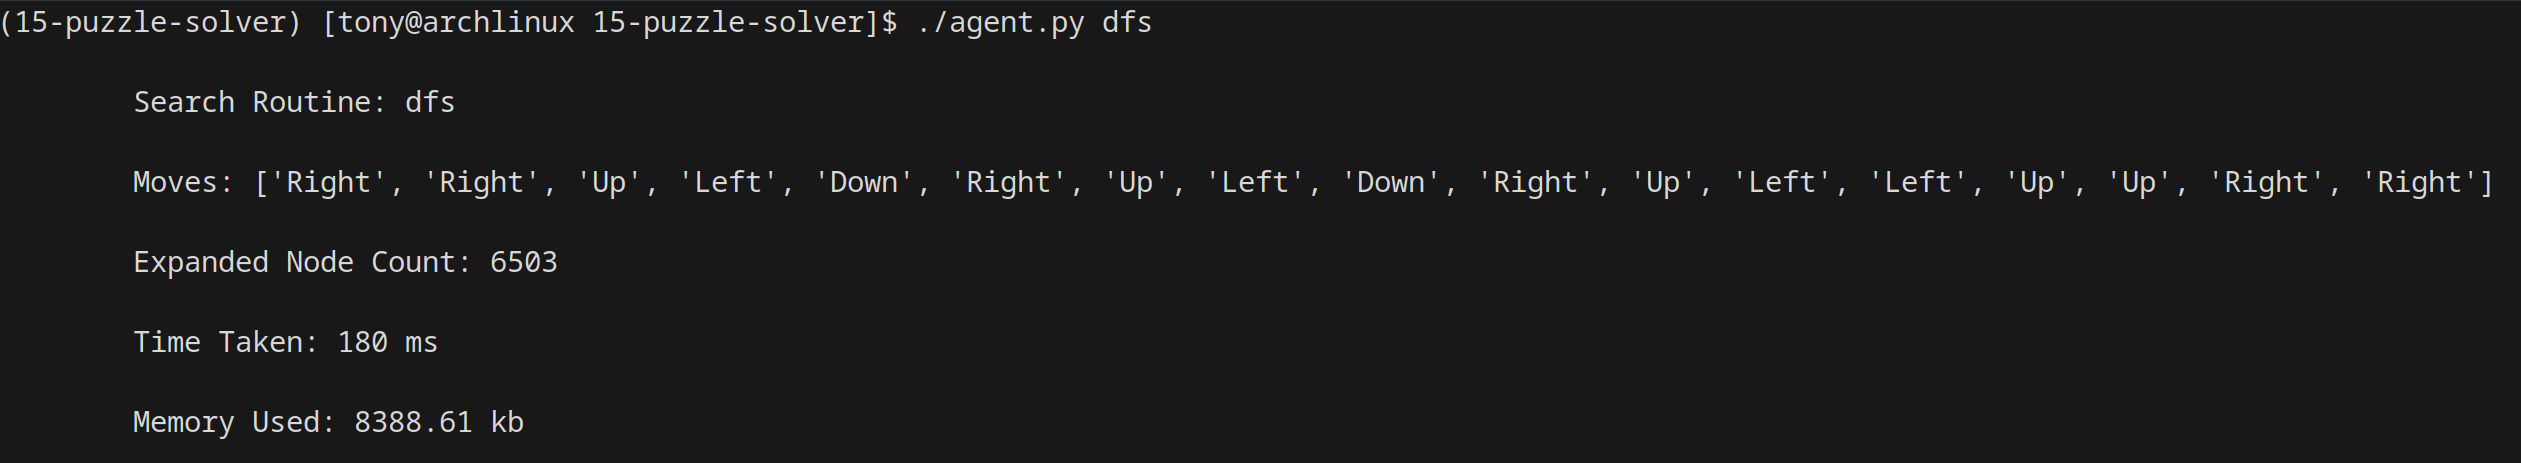 (15-puzzle-solver) [tony@archlinux 15-puzzle-solver]$ ./agent.py dfs
Search Routine: dfs
Moves: ['Right', 'Right', 'Up', 'Left', 'Down', 'Right', 'Up', 'Left', 'Down', 'Right', 'Up', 'Left', 'Left', 'Up', 'Up', 'Right', 'Right']
Expanded Node Count: 6503
Time Taken: 180 ms
Memory Used: 8388.61 kb